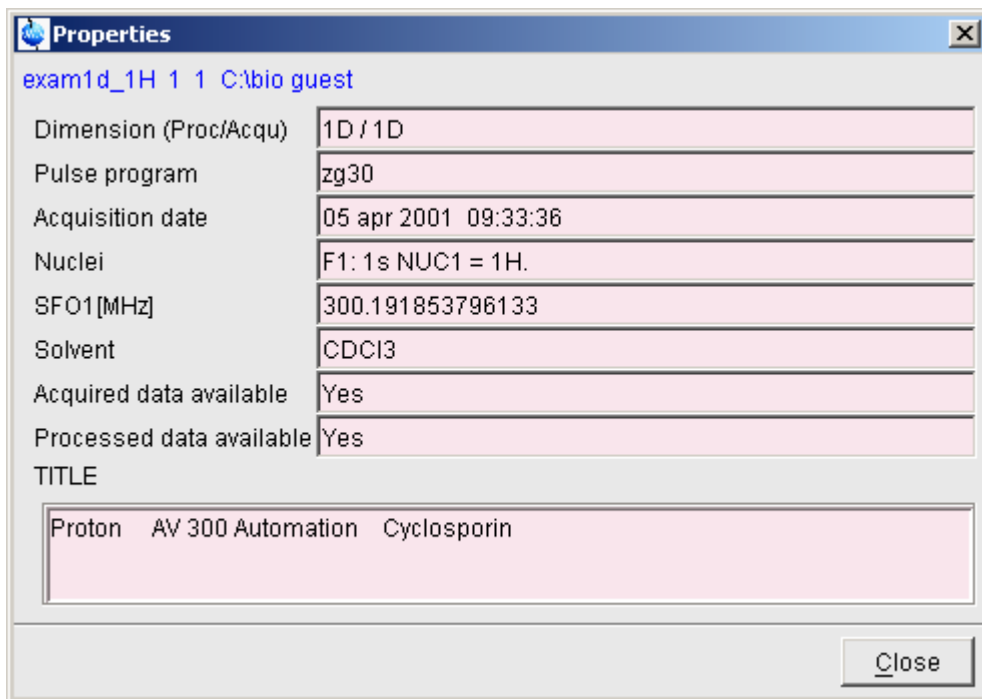 Properties
exam1d_1H 1 1 C:\bio guest
Dimension (Proc/Acqu) 1D / 1D
Pulse program zg30
Acquisition date 05 apr 2001 09:33:36
Nuclei F1: 1s NUC1 = 1H.
SFO1[MHz] 300.191853796133
Solvent CDCl3
Acquired data available Yes
Processed data available Yes
TITLE
Proton AV 300 Automation Cyclosporin
Close